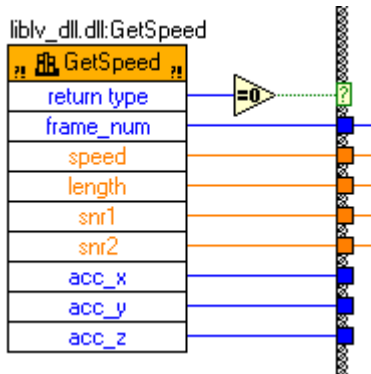 liblv_dll.dll:GetSpeed
?! GetSpeed ?!
return type
=0
?
frame_num
speed
length
snr1
snr2
acc_x
acc_y
acc_z